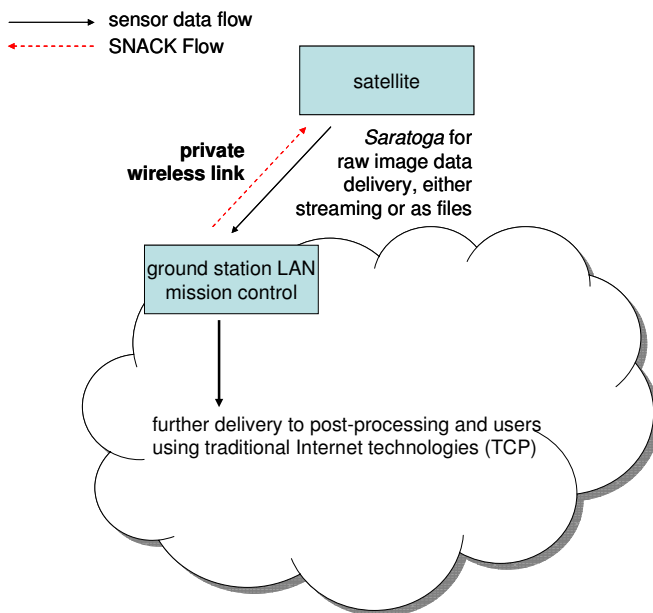 sensor data flow
SNACK Flow
satellite
private
wireless link
Saratoga for
raw image data
delivery, either
streaming or as files
ground station LAN
mission control
further delivery to post-processing and users
using traditional Internet technologies (TCP)